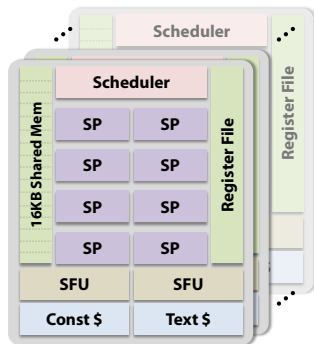 Scheduler
Register File
Scheduler
16KB Shared Mem
SP SP
SP SP
SP SP
SP SP
Register File
SFU SFU
Const $ Text $
$